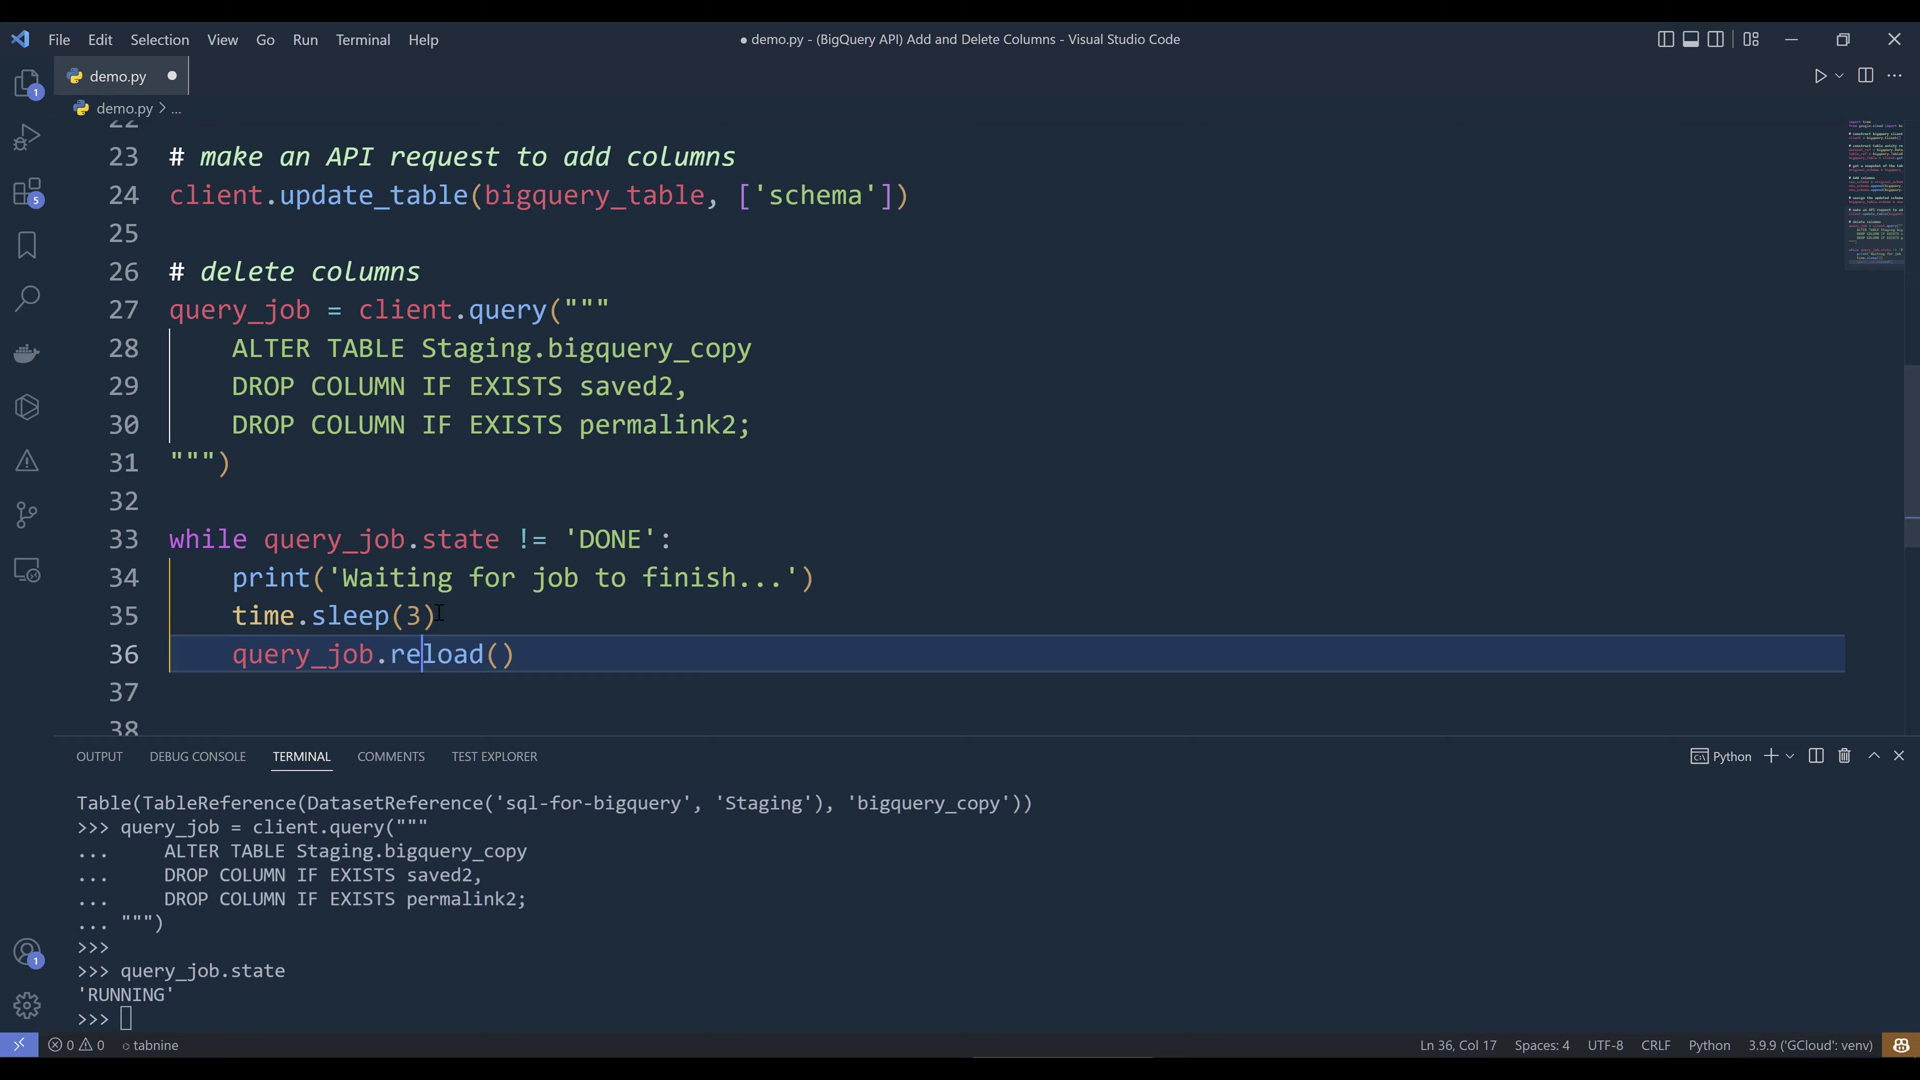 File Edit Selection View Go Run Terminal Help
● demo.py - (BigQuery API) Add and Delete Columns - Visual Studio Code
demo.py
demo.py > ...
22
23 # make an API request to add columns
24 client.update_table(bigquery_table, ['schema'])
25
26 # delete columns
27 query_job = client.query("""
28 ALTER TABLE Staging.bigquery_copy
29 DROP COLUMN IF EXISTS saved2,
30 DROP COLUMN IF EXISTS permalink2;
31 """)
32
33 while query_job.state != 'DONE':
34 print('Waiting for job to finish...')
35 time.sleep(3)
36 query_job.reload()
37
38
1
5
1
OUTPUT DEBUG CONSOLE TERMINAL COMMENTS TEST EXPLORER
Python
Table(TableReference(DatasetReference('sql-for-bigquery', 'Staging'), 'bigquery_copy'))
>>> query_job = client.query("""
... ALTER TABLE Staging.bigquery_copy
... DROP COLUMN IF EXISTS saved2,
... DROP COLUMN IF EXISTS permalink2;
... """)
>>>
>>> query_job.state
'RUNNING'
>>>
0 0 tabnine Ln 36, Col 17 Spaces: 4 UTF-8 CRLF Python 3.9.9 ('GCloud': venv)